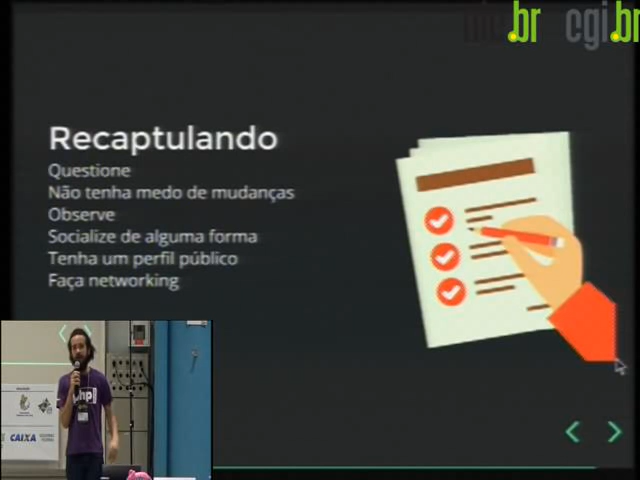 nic.br cgi.br
Recaptulando
Questione
Não tenha medo de mudanças
Observe
Socialize de alguma forma
Tenha um perfil público
Faça networking
php
CAIXA